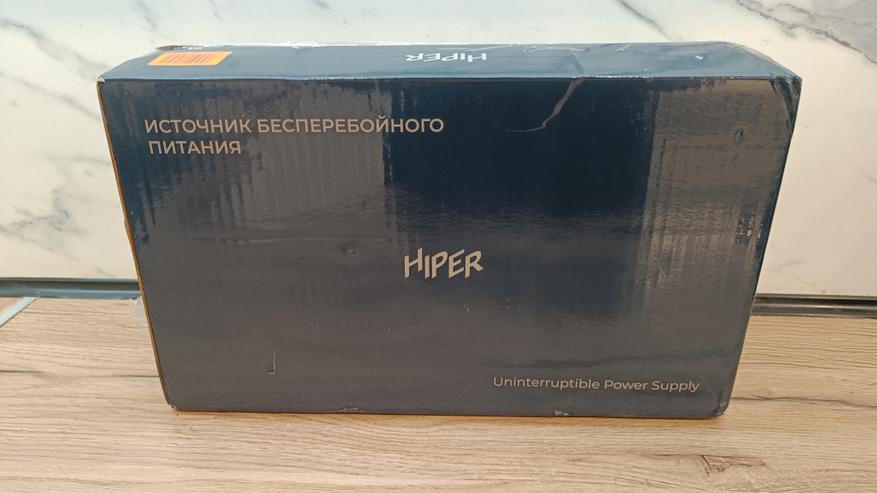 HIPER
ИСТОЧНИК БЕСПЕРЕБОЙНОГО
ПИТАНИЯ
HIPER
Uninterruptible Power Supply